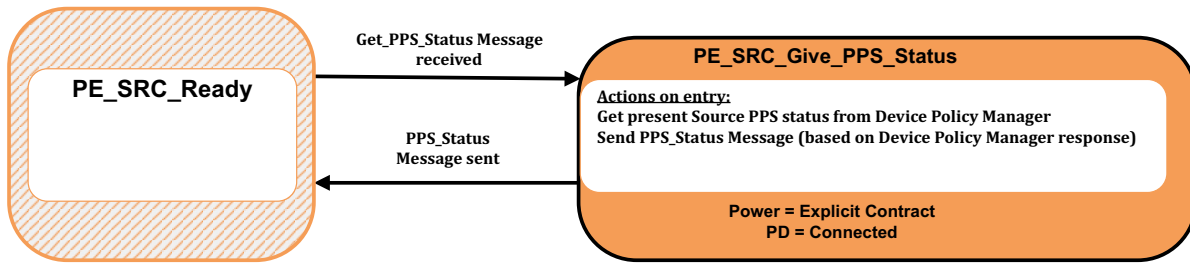 PE_SRC_Ready
Get_PPS_Status Message
received
PPS_Status
Message sent
PE_SRC_Give_PPS_Status
Actions on entry:
Get present Source PPS status from Device Policy Manager
Send PPS_Status Message (based on Device Policy Manager response)
Power = Explicit Contract
PD = Connected